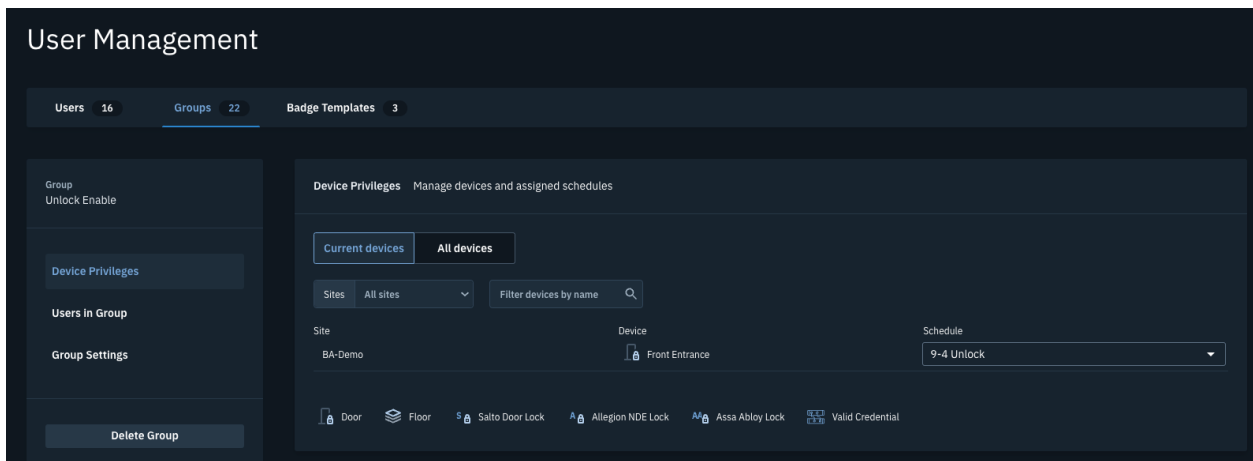 User Management
Users 16 Groups 22 Badge Templates 3
Group
Unlock Enable
Device Privileges
Users in Group
Group Settings
Delete Group
Device Privileges Manage devices and assigned schedules
Current devices All devices
Sites All sites Filter devices by name
Site Device Schedule
BA-Demo Front Entrance 9-4 Unlock
Door Floor S Salto Door Lock A Allegion NDE Lock AA Assa Abloy Lock Valid Credential